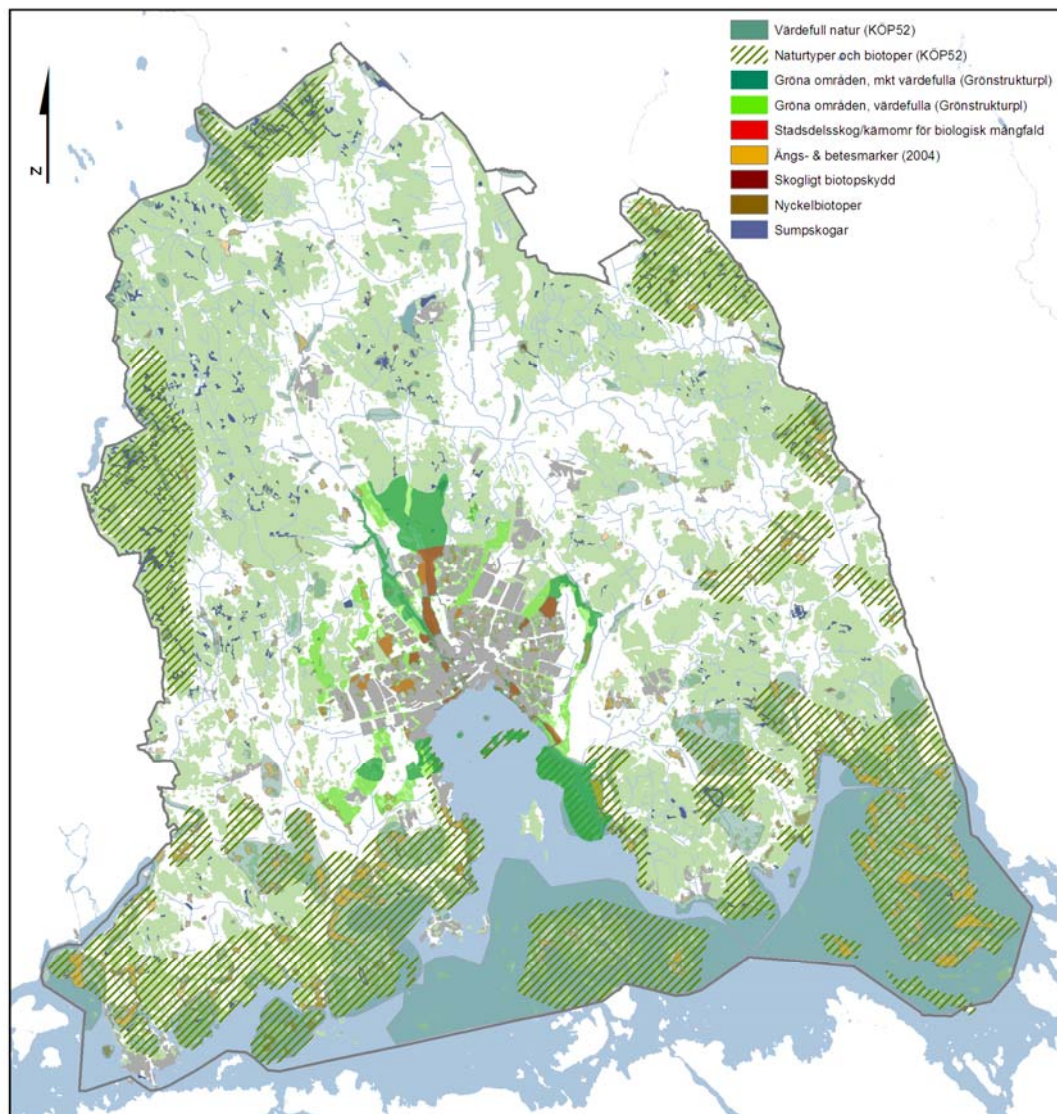 Värdefull natur (KÖP52)
Naturtyper och biotoper (KÖP52)
Gröna områden, mkt värdefulla (Grönstrukturpl)
Gröna områden, värdefulla (Grönstrukturpl)
Stadsdelsskog/kärnomr för biologisk mångfald
Ängs- & betesmarker (2004)
Skogligt biotopskydd
Nyckelbiotoper
Sumpskogar
N